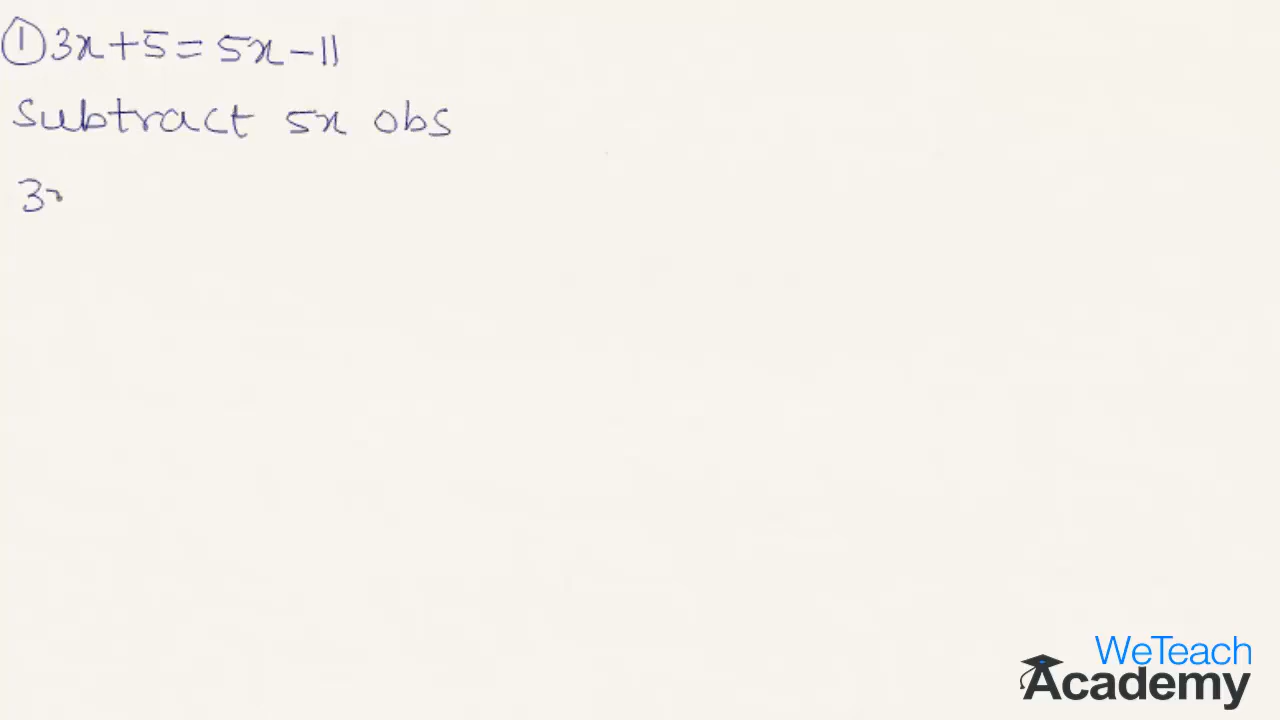 ① 3x+5=5x-11
Subtract 5x obs
3
WeTeach
Academy